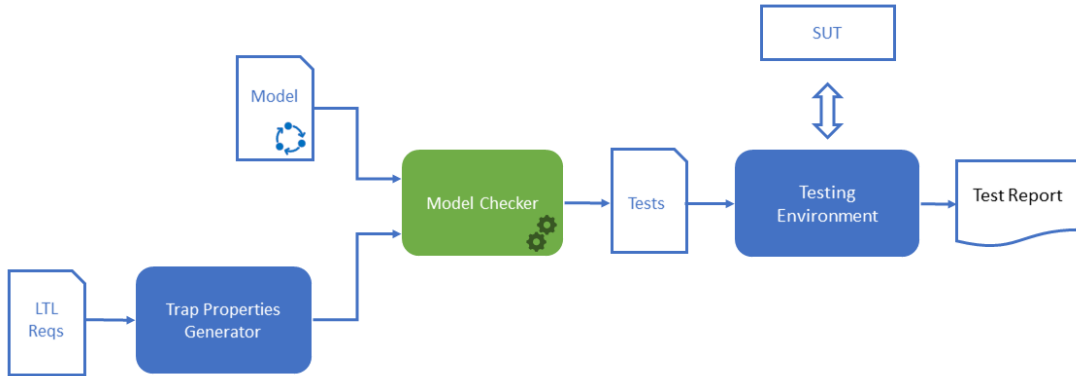 SUT
Model
Model Checker
Tests
Testing
Environment
Test Report
LTL
Reqs
Trap Properties
Generator